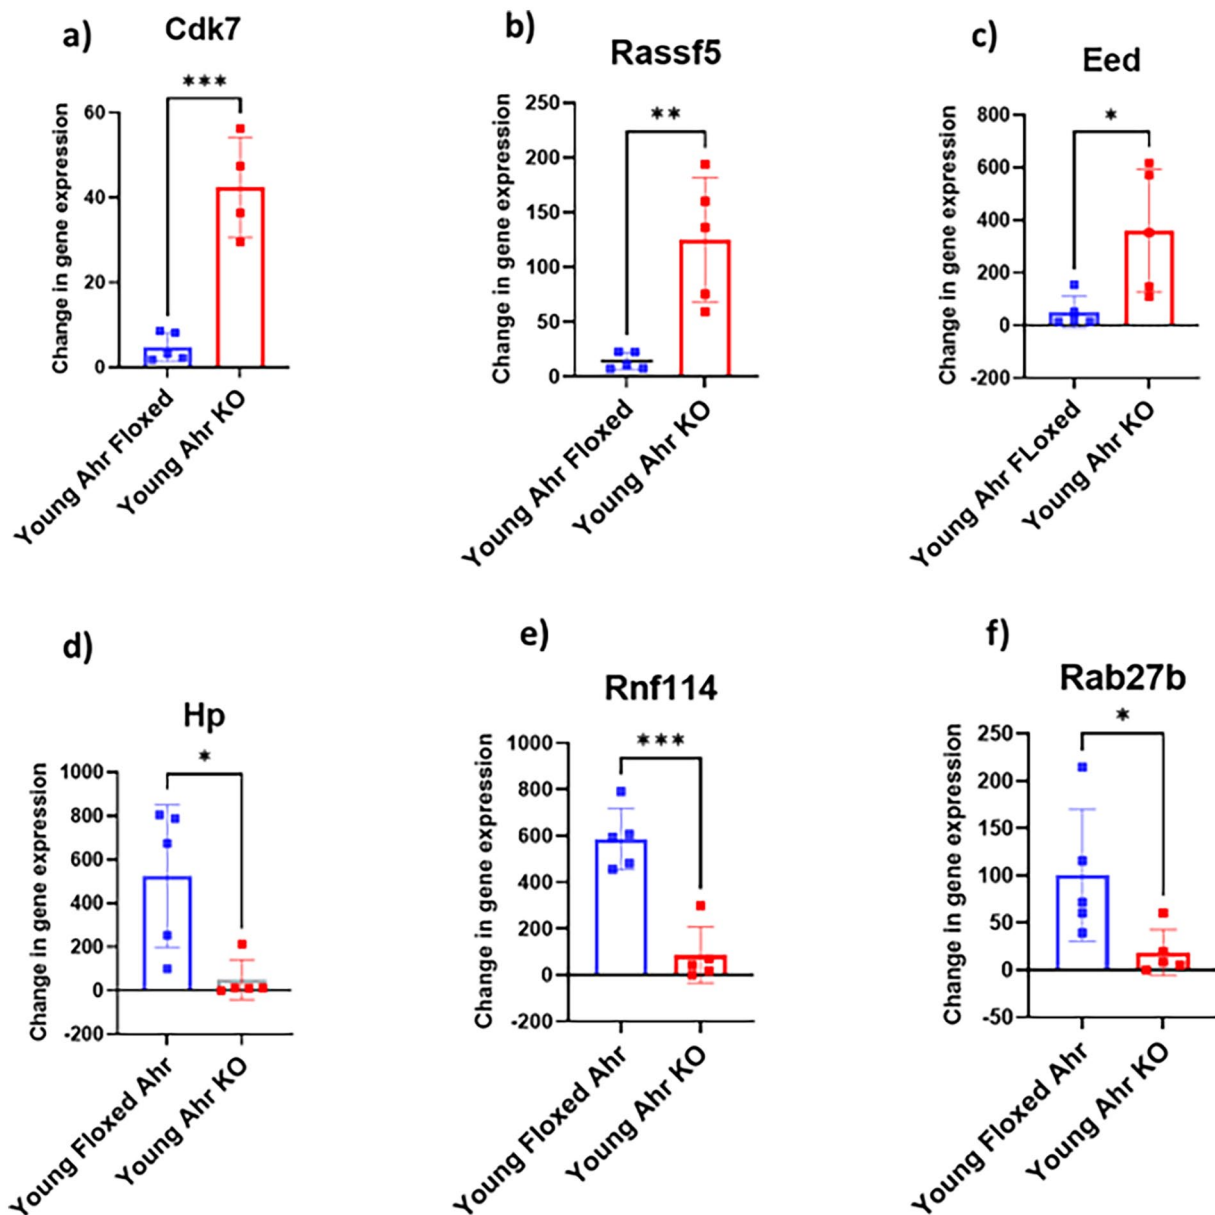 a)
Cdk7
***
Change in gene expression
60
40
20
0
Young Ahr Floxed
Young Ahr KO
b)
Rassf5
**
Change in gene expression
250
200
150
100
50
0
Young Ahr Floxed
Young Ahr KO
c)
Eed
*
Change in gene expression
800
600
400
200
0
-200
Young Ahr FLoxed
Young Ahr KO
d)
Hp
*
Change in gene expression
1000
800
600
400
200
0
-200
Young Floxed Ahr
Young Ahr KO
e)
Rnf114
***
Change in gene expression
1000
800
600
400
200
0
-200
Young Floxed Ahr
Young Ahr KO
f)
Rab27b
*
Change in gene expression
250
200
150
100
50
0
-50
Young Floxed Ahr
Young Ahr KO